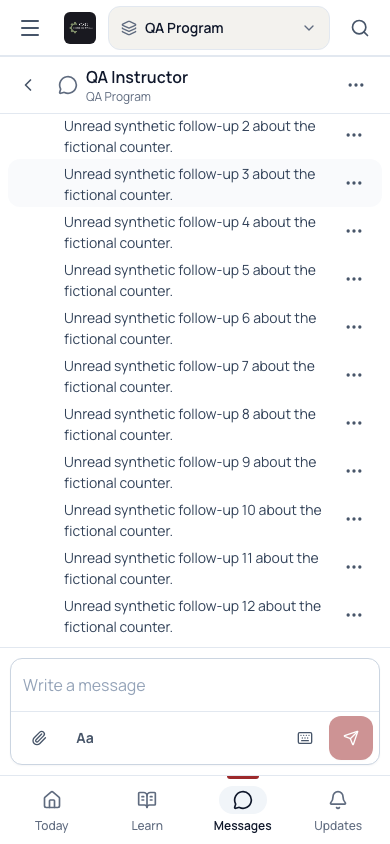 QA Program
QA Instructor
QA Program
Unread synthetic follow-up 2 about the
fictional counter.
Unread synthetic follow-up 3 about the
fictional counter.
Unread synthetic follow-up 4 about the
fictional counter.
Unread synthetic follow-up 5 about the
fictional counter.
Unread synthetic follow-up 6 about the
fictional counter.
Unread synthetic follow-up 7 about the
fictional counter.
Unread synthetic follow-up 8 about the
fictional counter.
Unread synthetic follow-up 9 about the
fictional counter.
Unread synthetic follow-up 10 about the
fictional counter.
Unread synthetic follow-up 11 about the
fictional counter.
Unread synthetic follow-up 12 about the
fictional counter.
Write a message
Aa
Today Learn Messages Updates